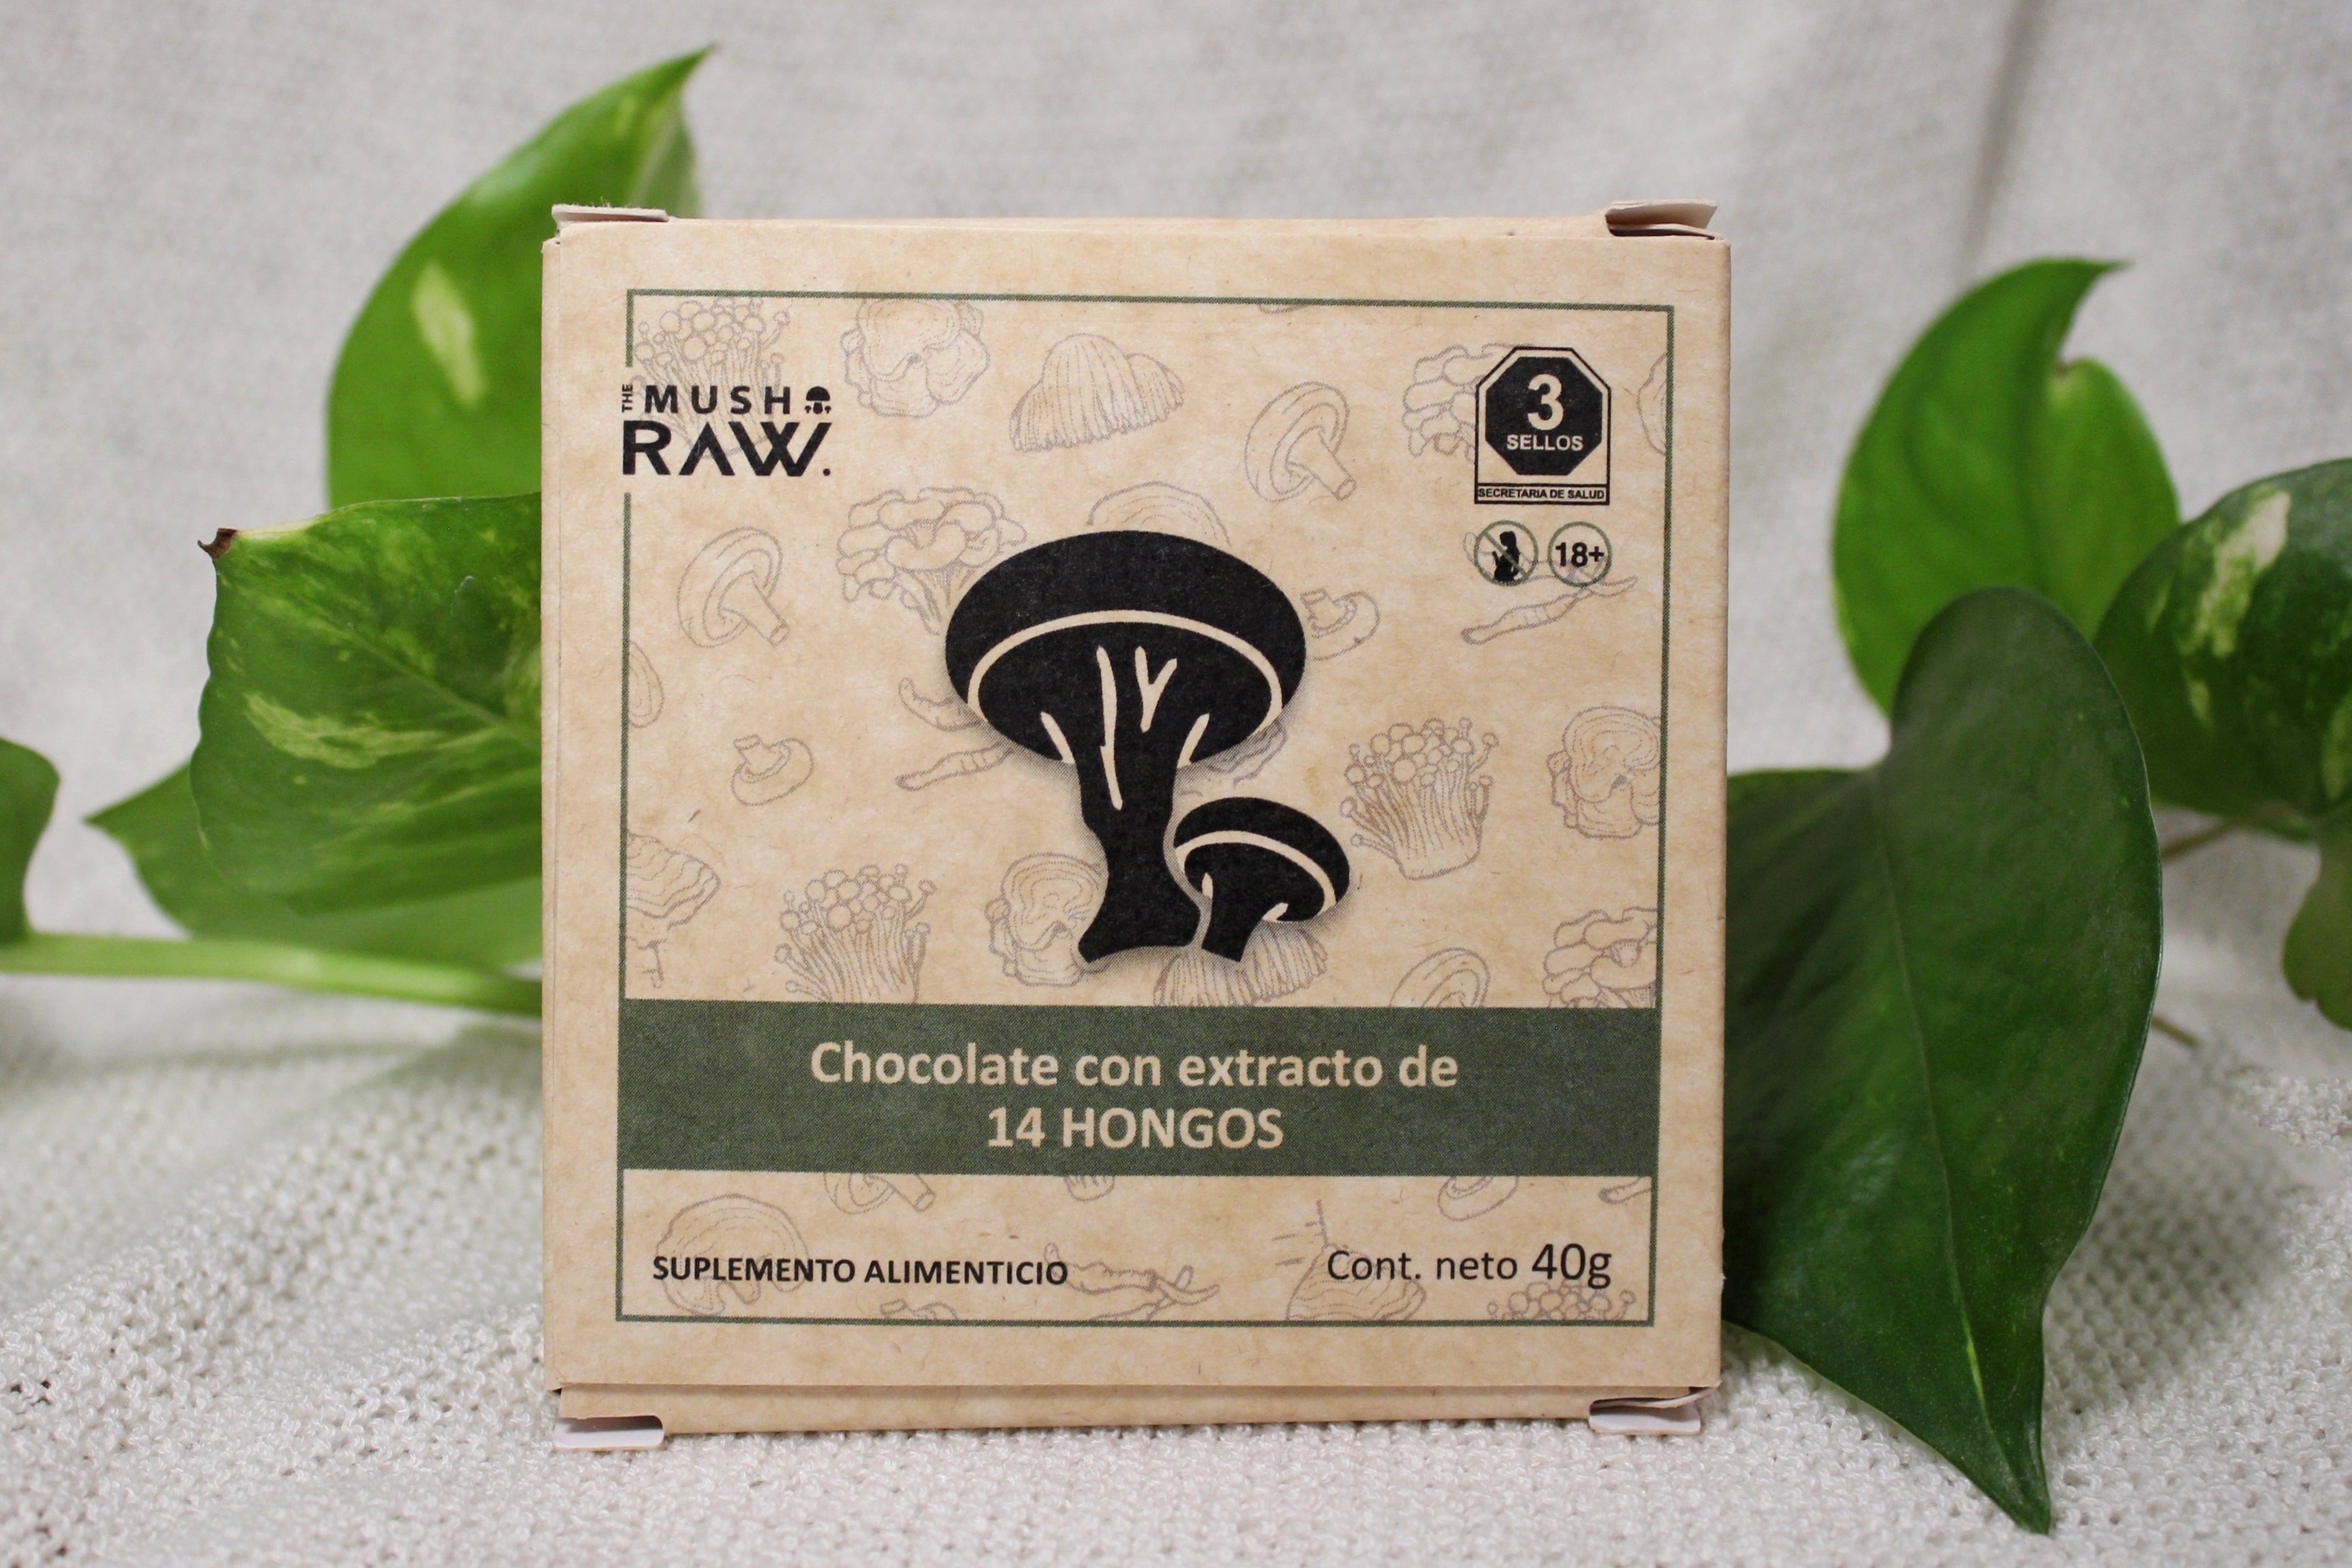 THE MUSH
RAW.
3
SELLOS
SECRETARIA DE SALUD
18+
Chocolate con extracto de
14 HONGOS
SUPLEMENTO ALIMENTICIO
Cont. neto 40g